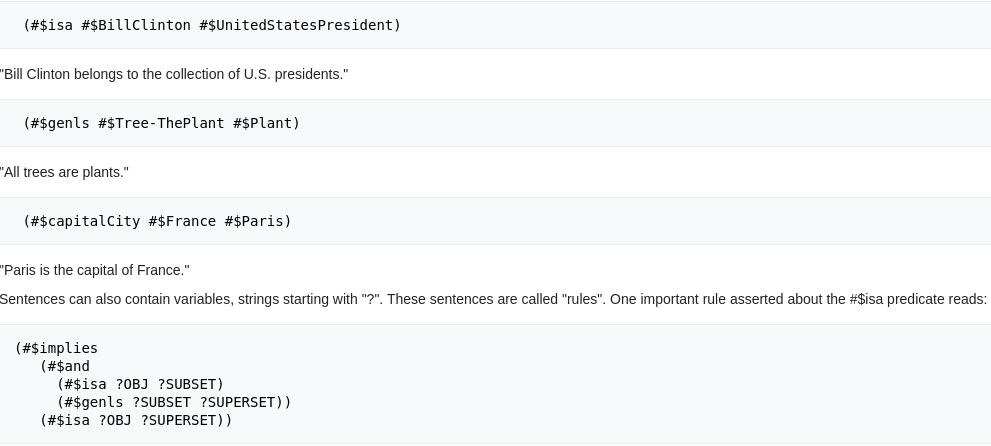 (#$isa #$BillClinton #$UnitedStatesPresident)
"Bill Clinton belongs to the collection of U.S. presidents."
(#$genls #$Tree-ThePlant #$Plant)
"All trees are plants."
(#$capitalCity #$France #$Paris)
"Paris is the capital of France."
Sentences can also contain variables, strings starting with "?". These sentences are called "rules". One important rule asserted about the #$isa predicate reads:
(#$implies
   (#$and
     (#$isa ?OBJ ?SUBSET)
     (#$genls ?SUBSET ?SUPERSET))
   (#$isa ?OBJ ?SUPERSET))